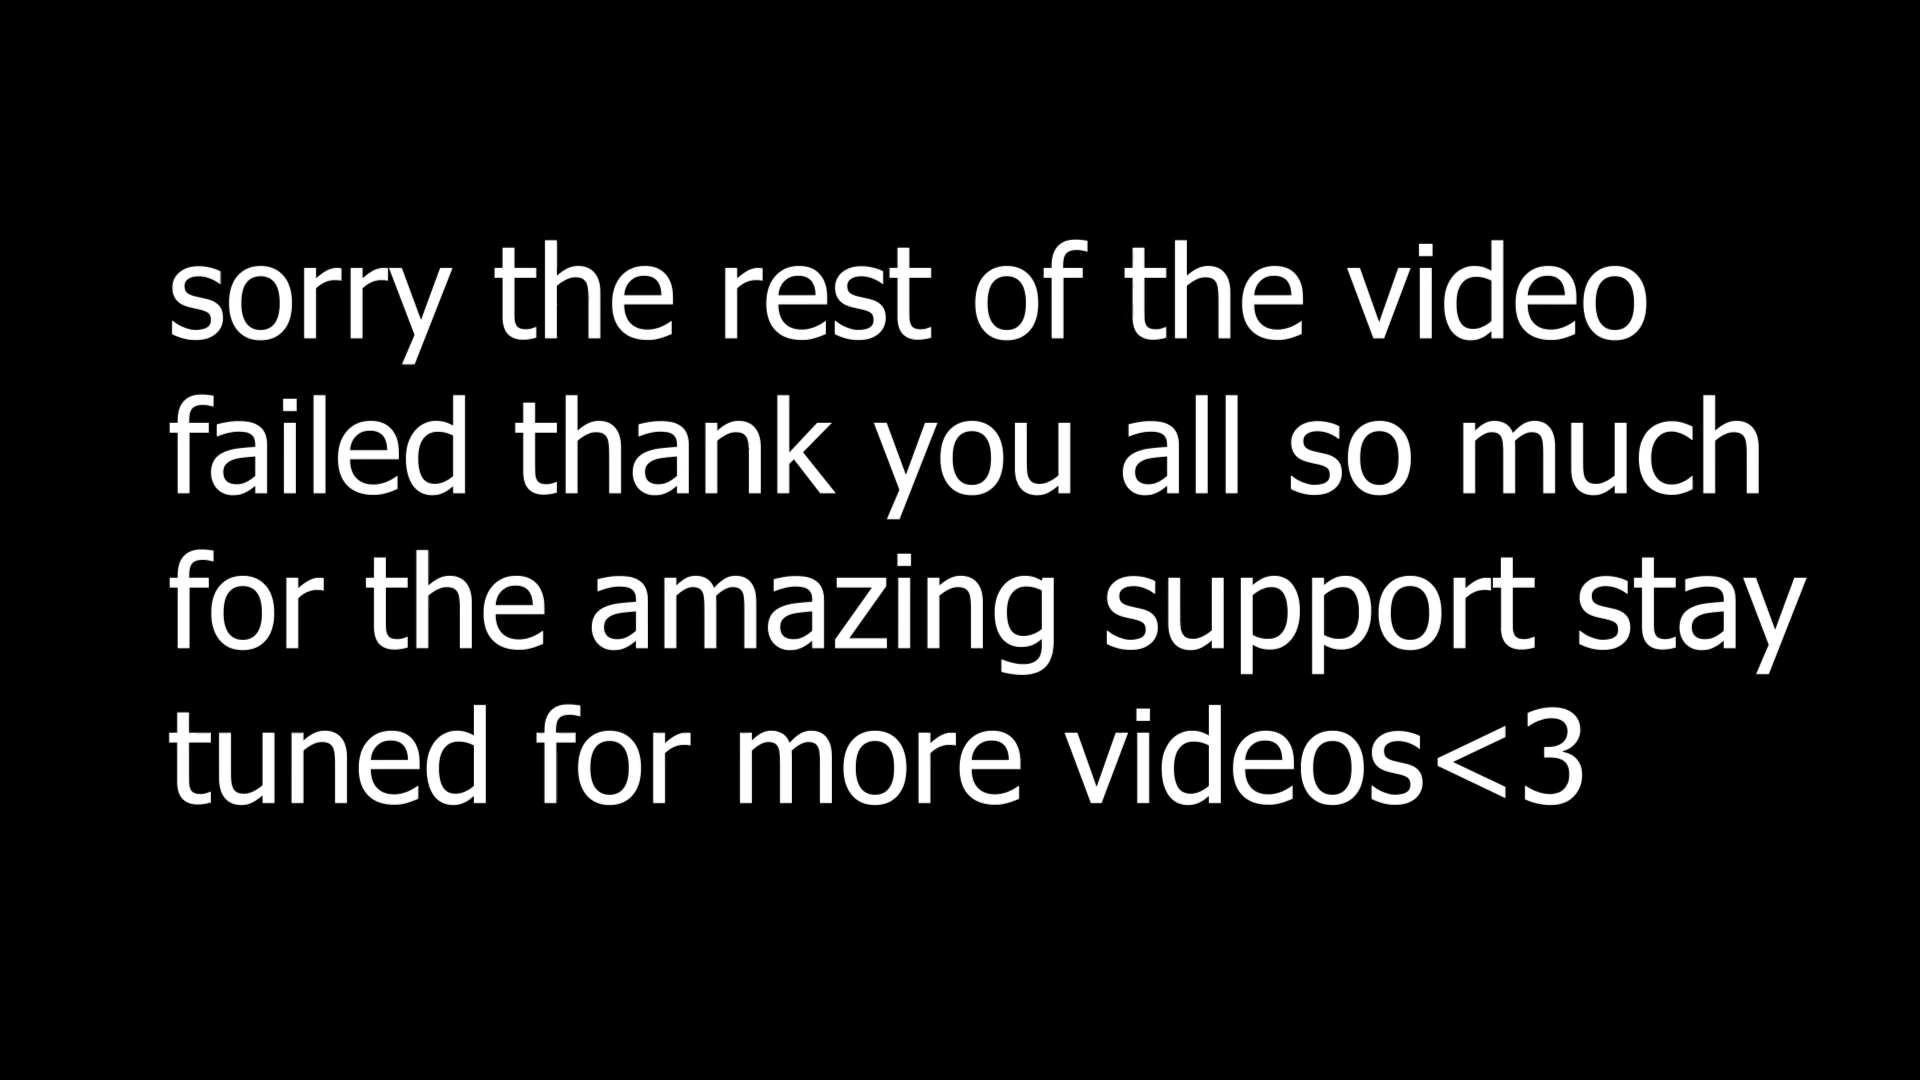 sorry the rest of the video
failed thank you all so much
for the amazing support stay
tuned for more videos<3